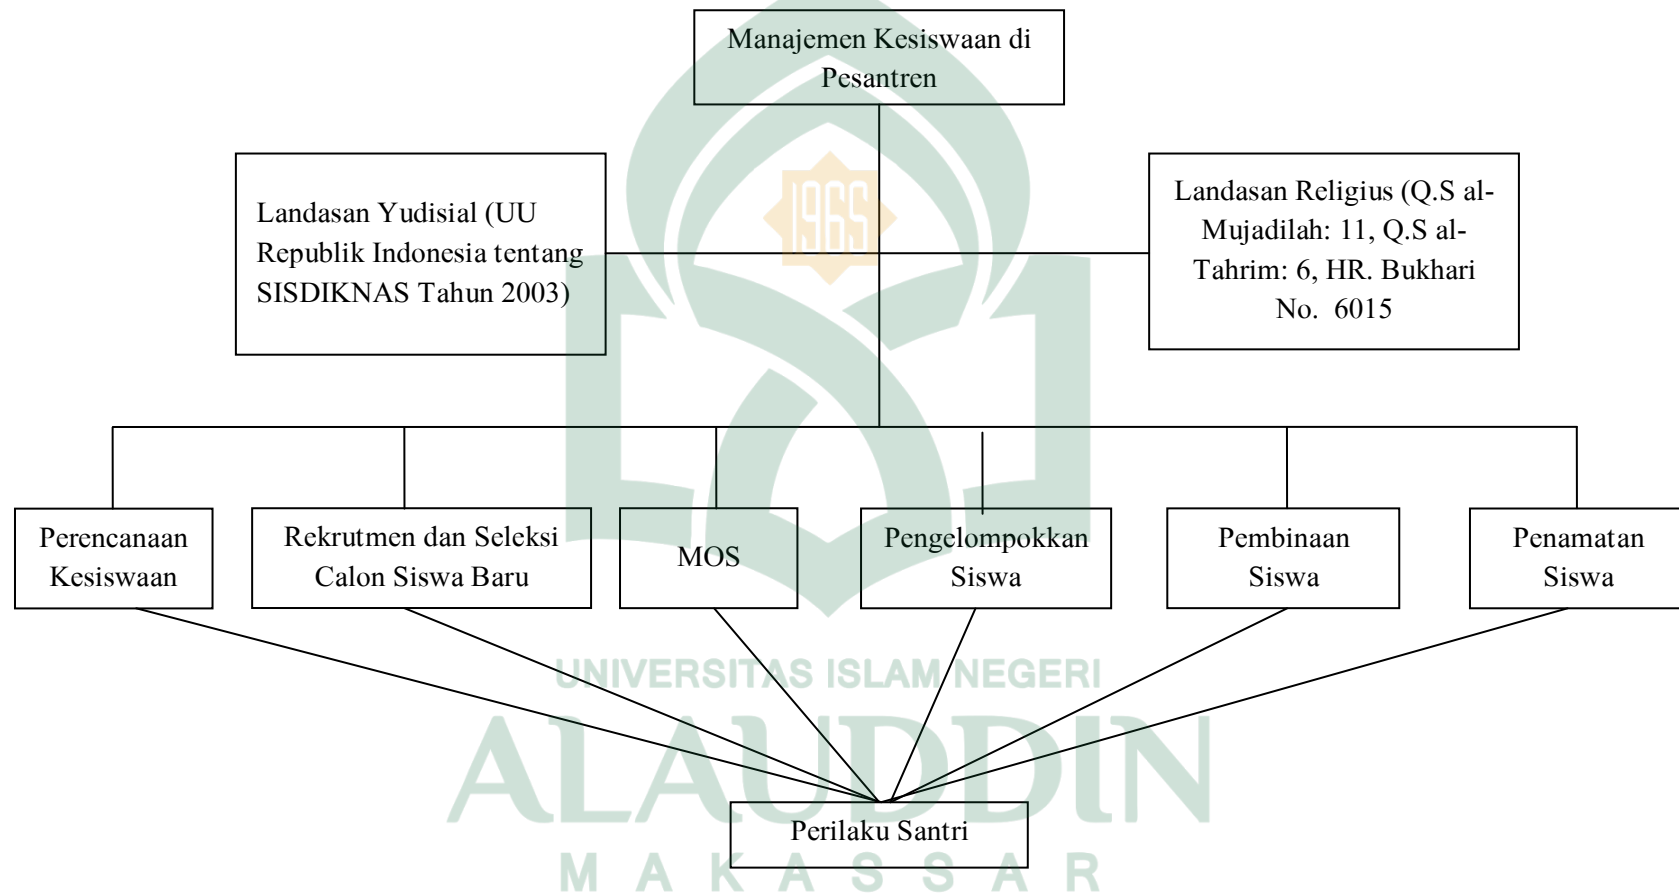 Manajemen Kesiswaan di
Pesantren
1965
Landasan Yudisial (UU
Republik Indonesia tentang
SISDIKNAS Tahun 2003)
Landasan Religius (Q.S al-
Mujadilah: 11, Q.S al-
Tahrim: 6, HR. Bukhari
No. 6015
Perencanaan
Kesiswaan
Rekrutmen dan Seleksi
Calon Siswa Baru
MOS
Pengelompokkan
Siswa
Pembinaan
Siswa
Penamatan
Siswa
UNIVERSITAS ISLAM NEGERI
ALAUDDIN
Perilaku Santri
MAKASSAR